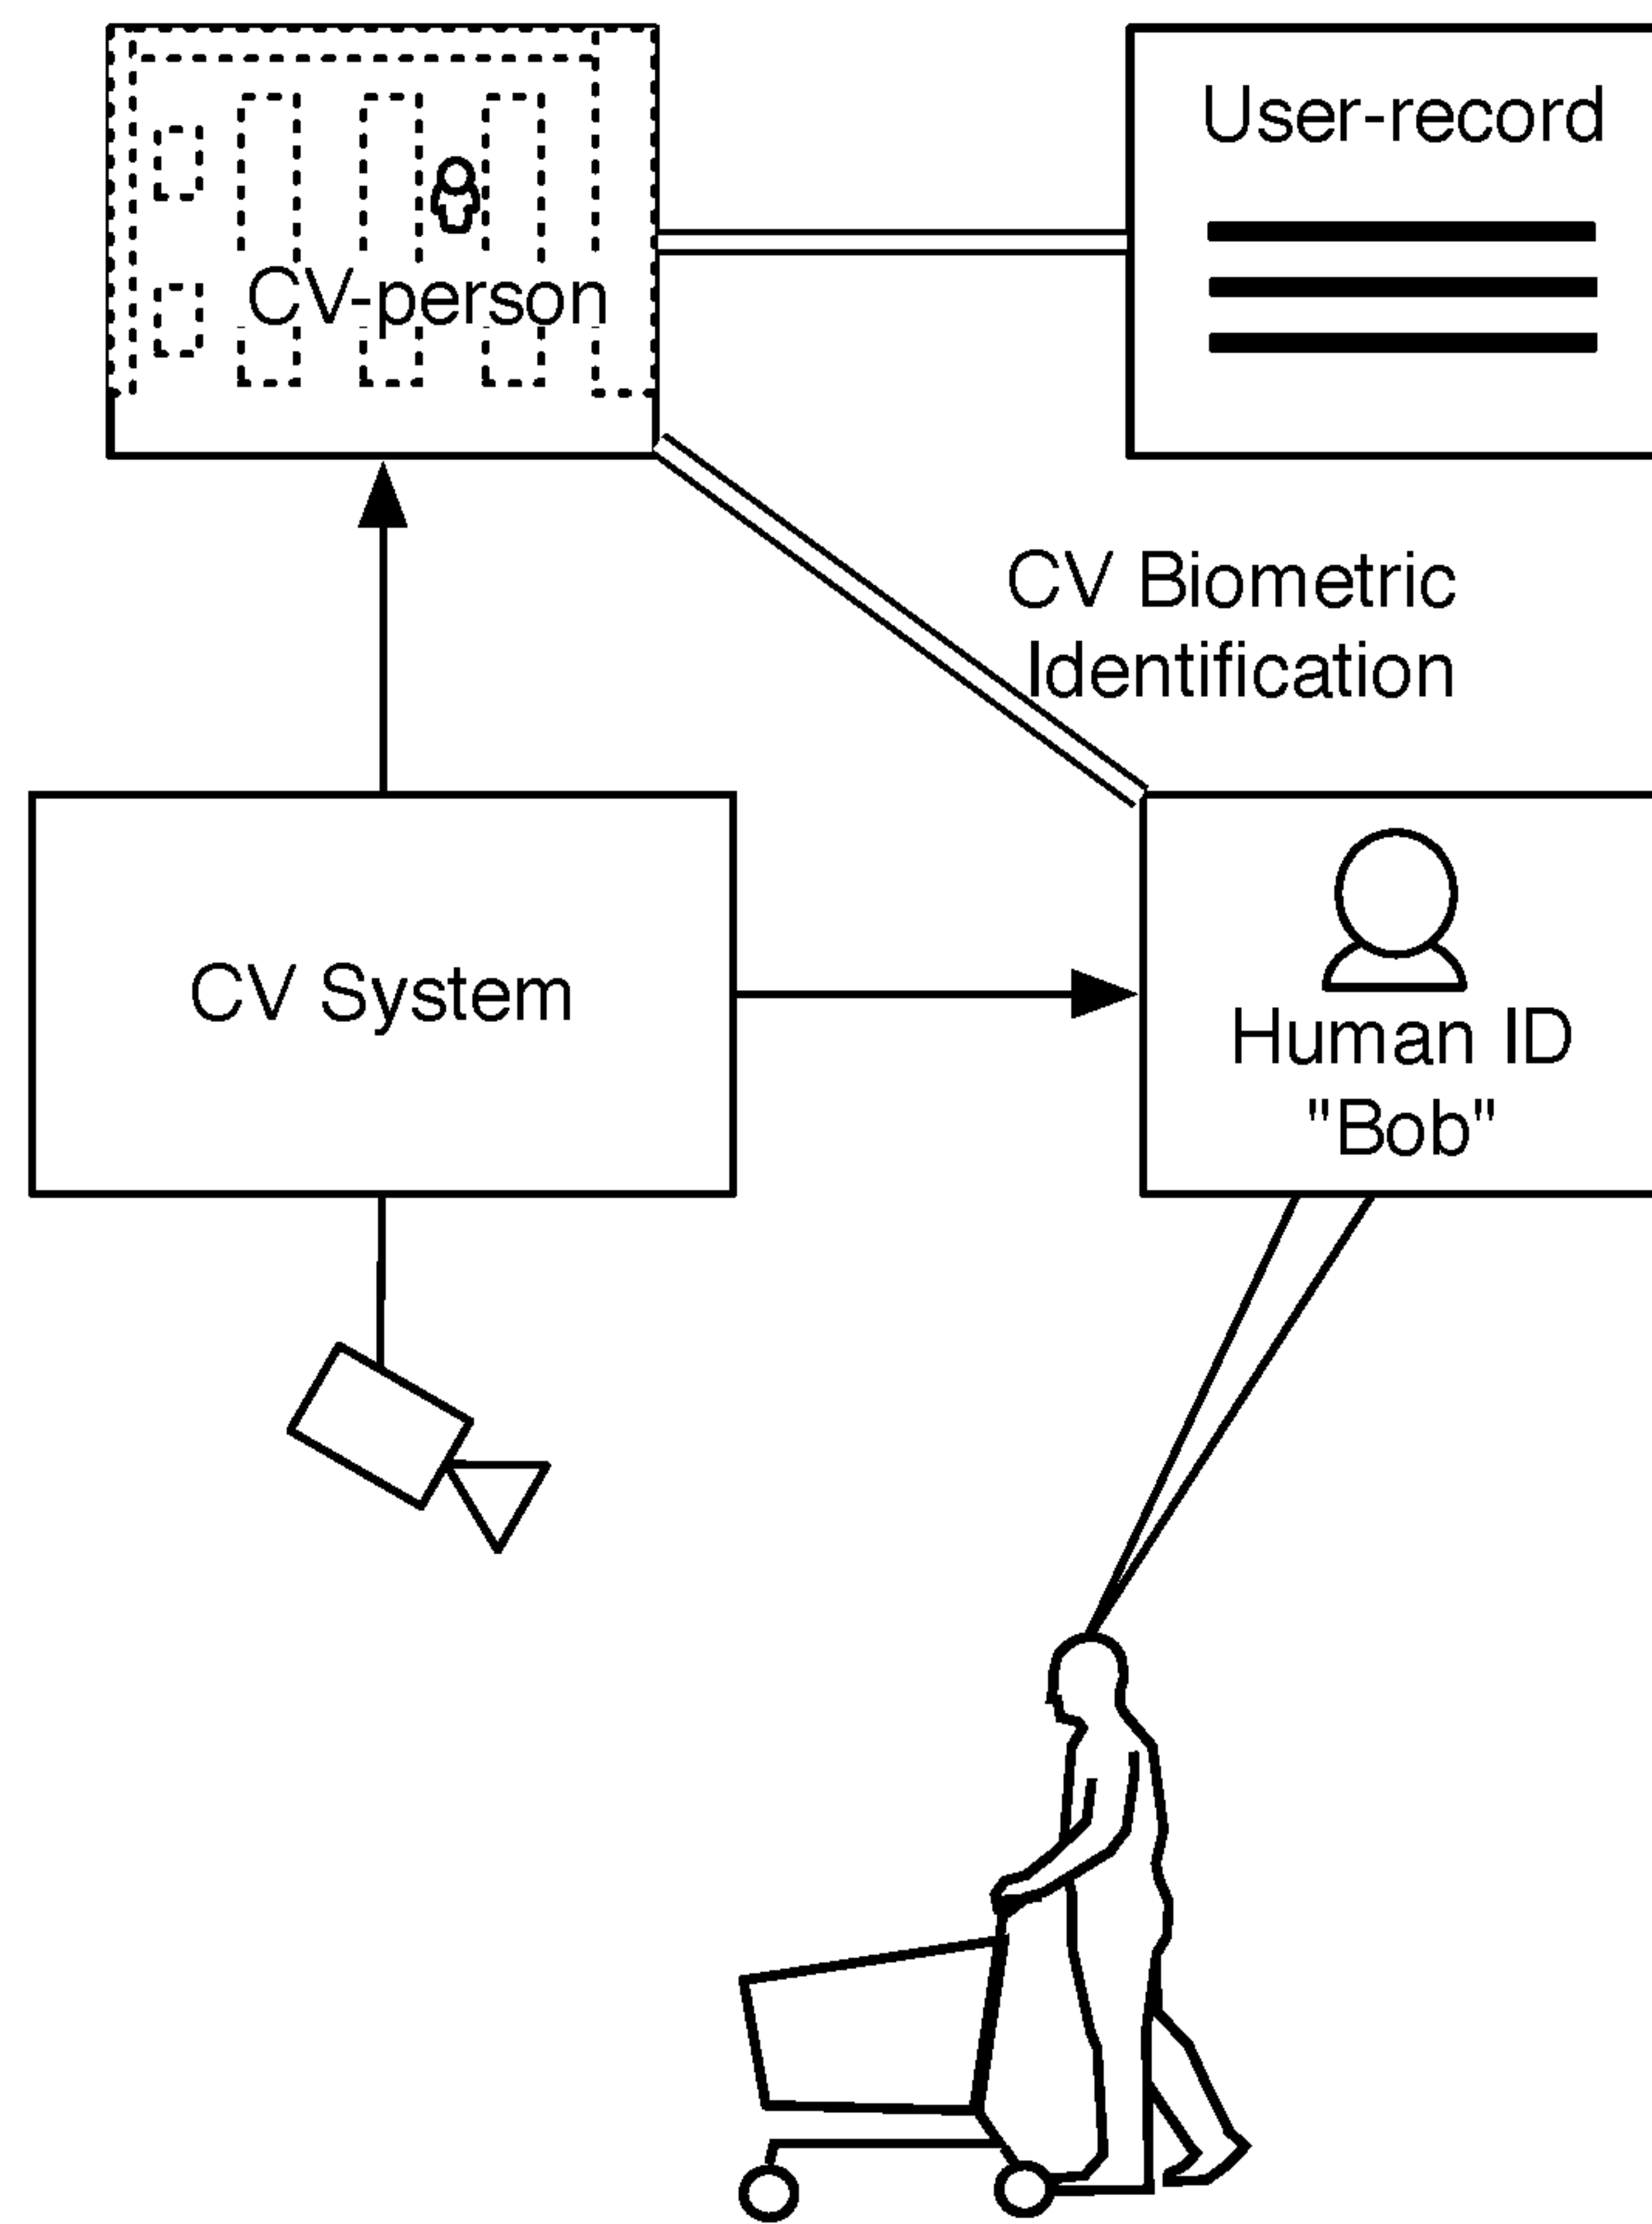 User-record
CV-person
CV Biometric
Identification
CV System
Human ID
"Bob"